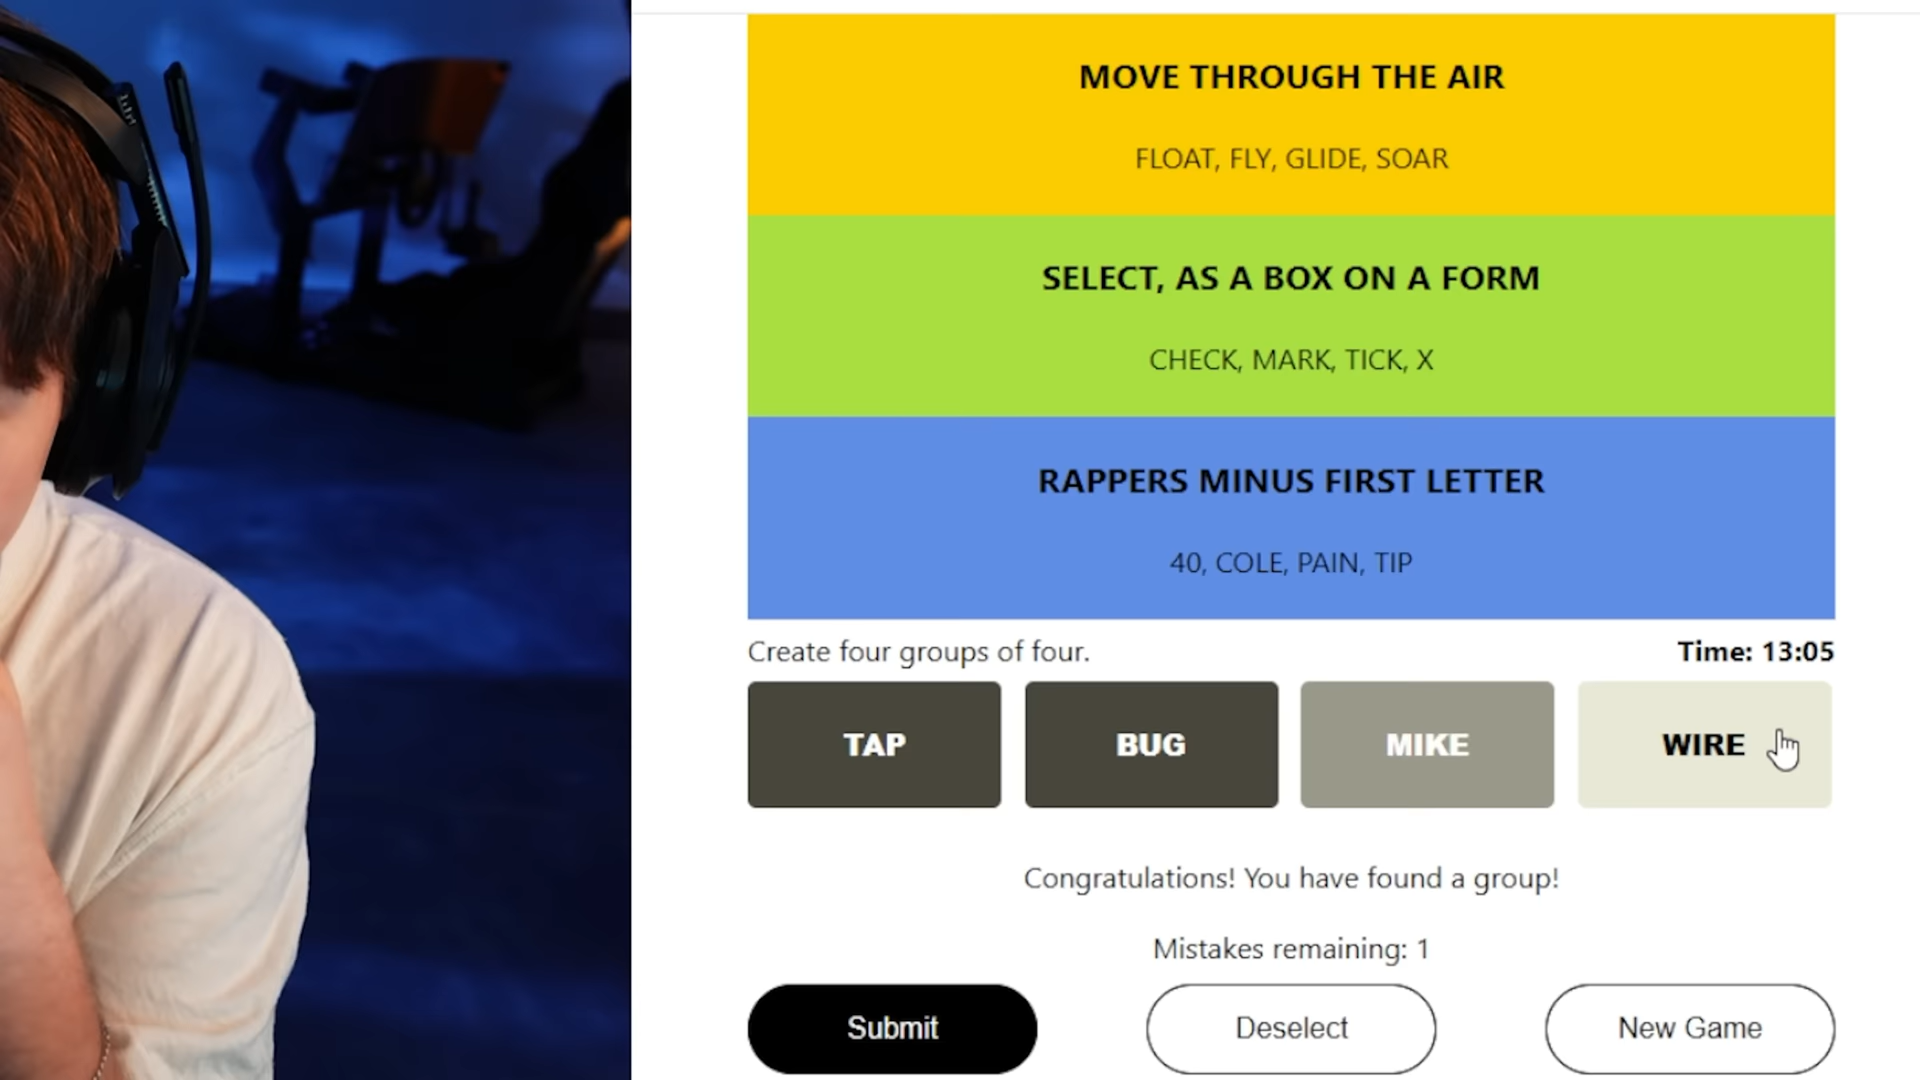 MOVE THROUGH THE AIR
FLOAT, FLY, GLIDE, SOAR
SELECT, AS A BOX ON A FORM
CHECK, MARK, TICK, X
RAPPERS MINUS FIRST LETTER
40, COLE, PAIN, TIP
Create four groups of four.
Time: 13:05
TAP
BUG
MIKE
WIRE
Congratulations! You have found a group!
Mistakes remaining: 1
Submit
Deselect
New Game